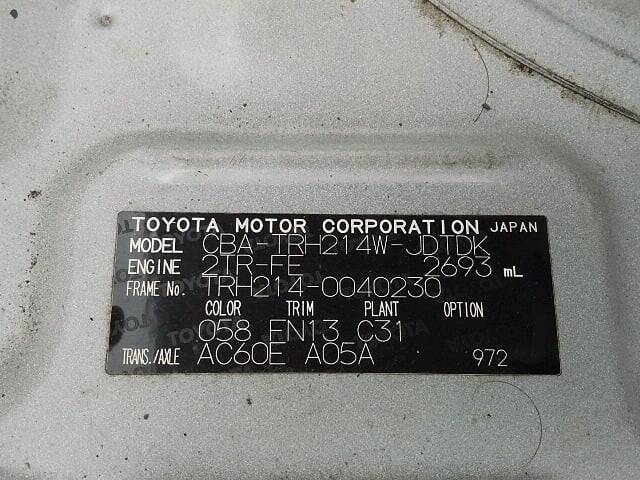 TOYOTA MOTOR CORPORATION JAPAN
MODEL CBA-TRH214W-JDTDK
ENGINE 2TR-FE 2693 mL
FRAME No. TRH214-0040230
COLOR TRIM PLANT OPTION
058 EN13 C31
TRANS./AXLE AC60E A05A 972